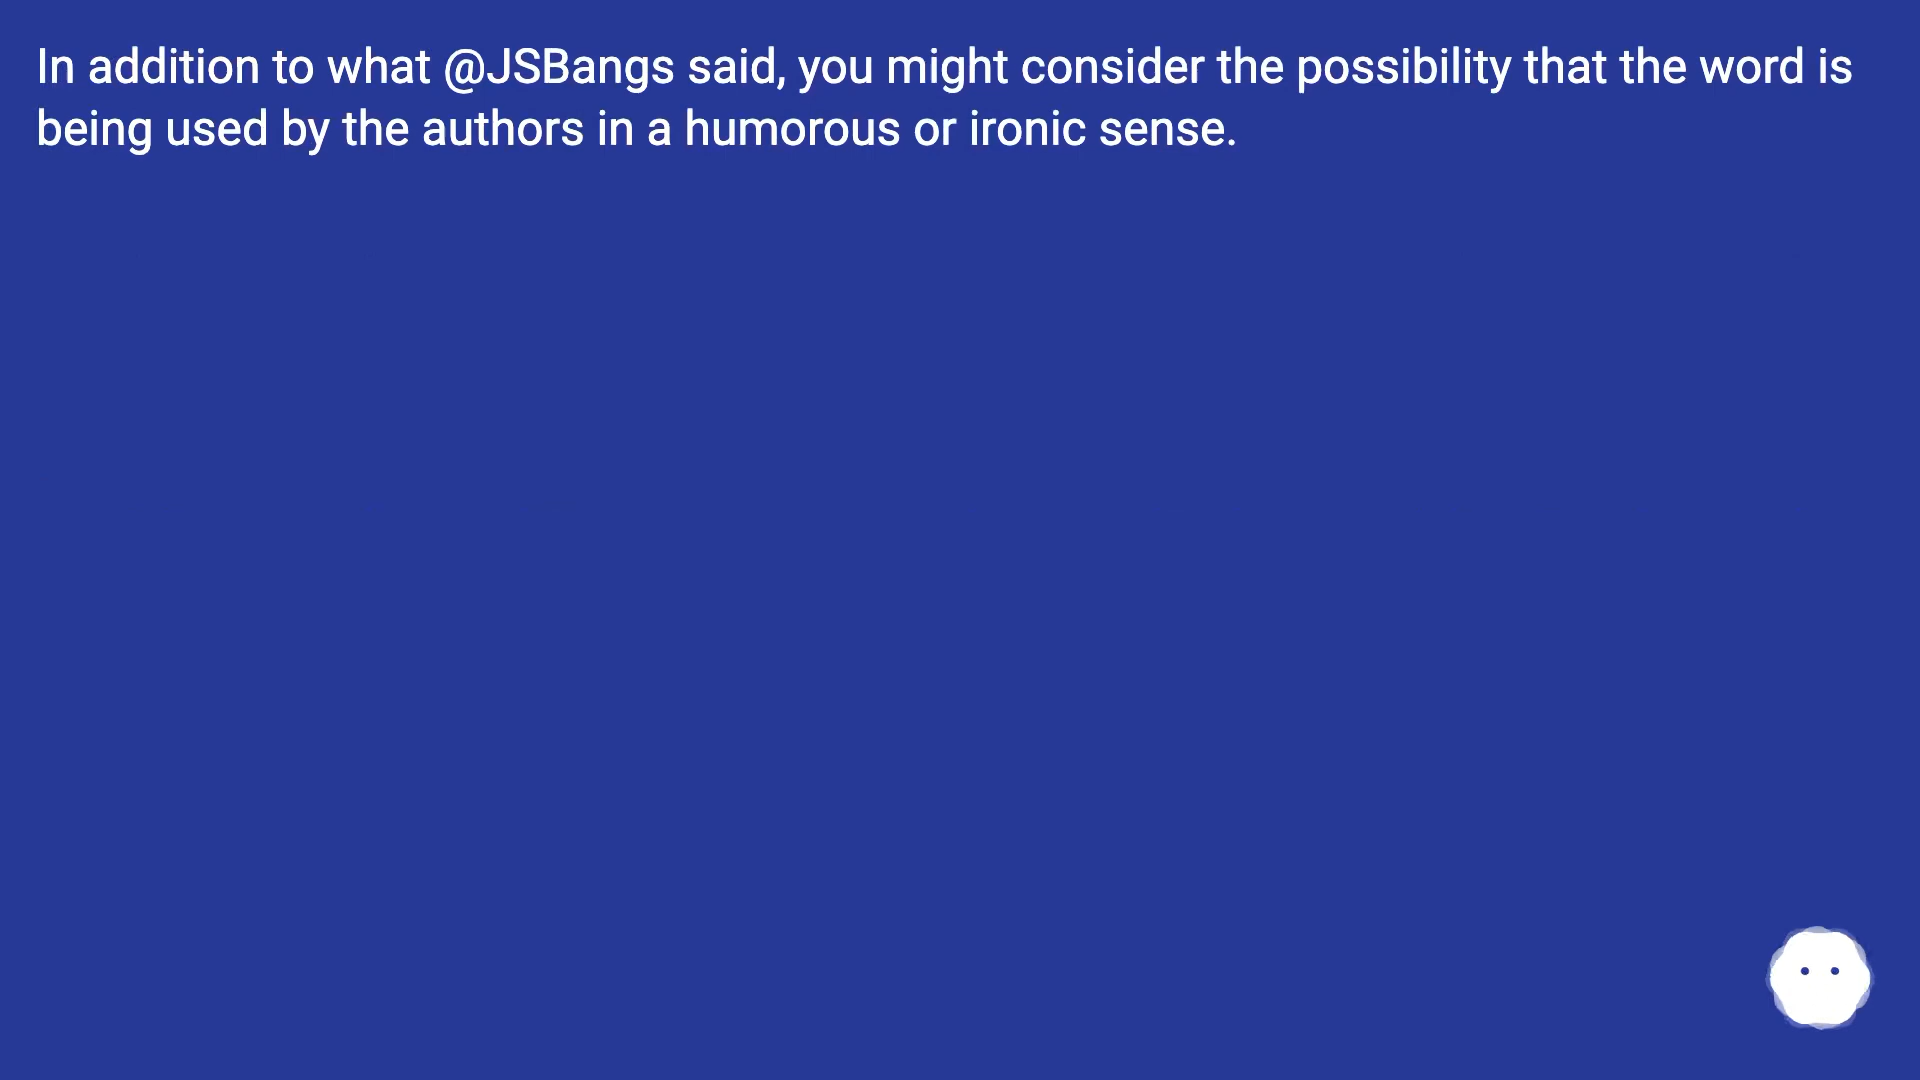 In addition to what @JSBangs said, you might consider the possibility that the word is
being used by the authors in a humorous or ironic sense.